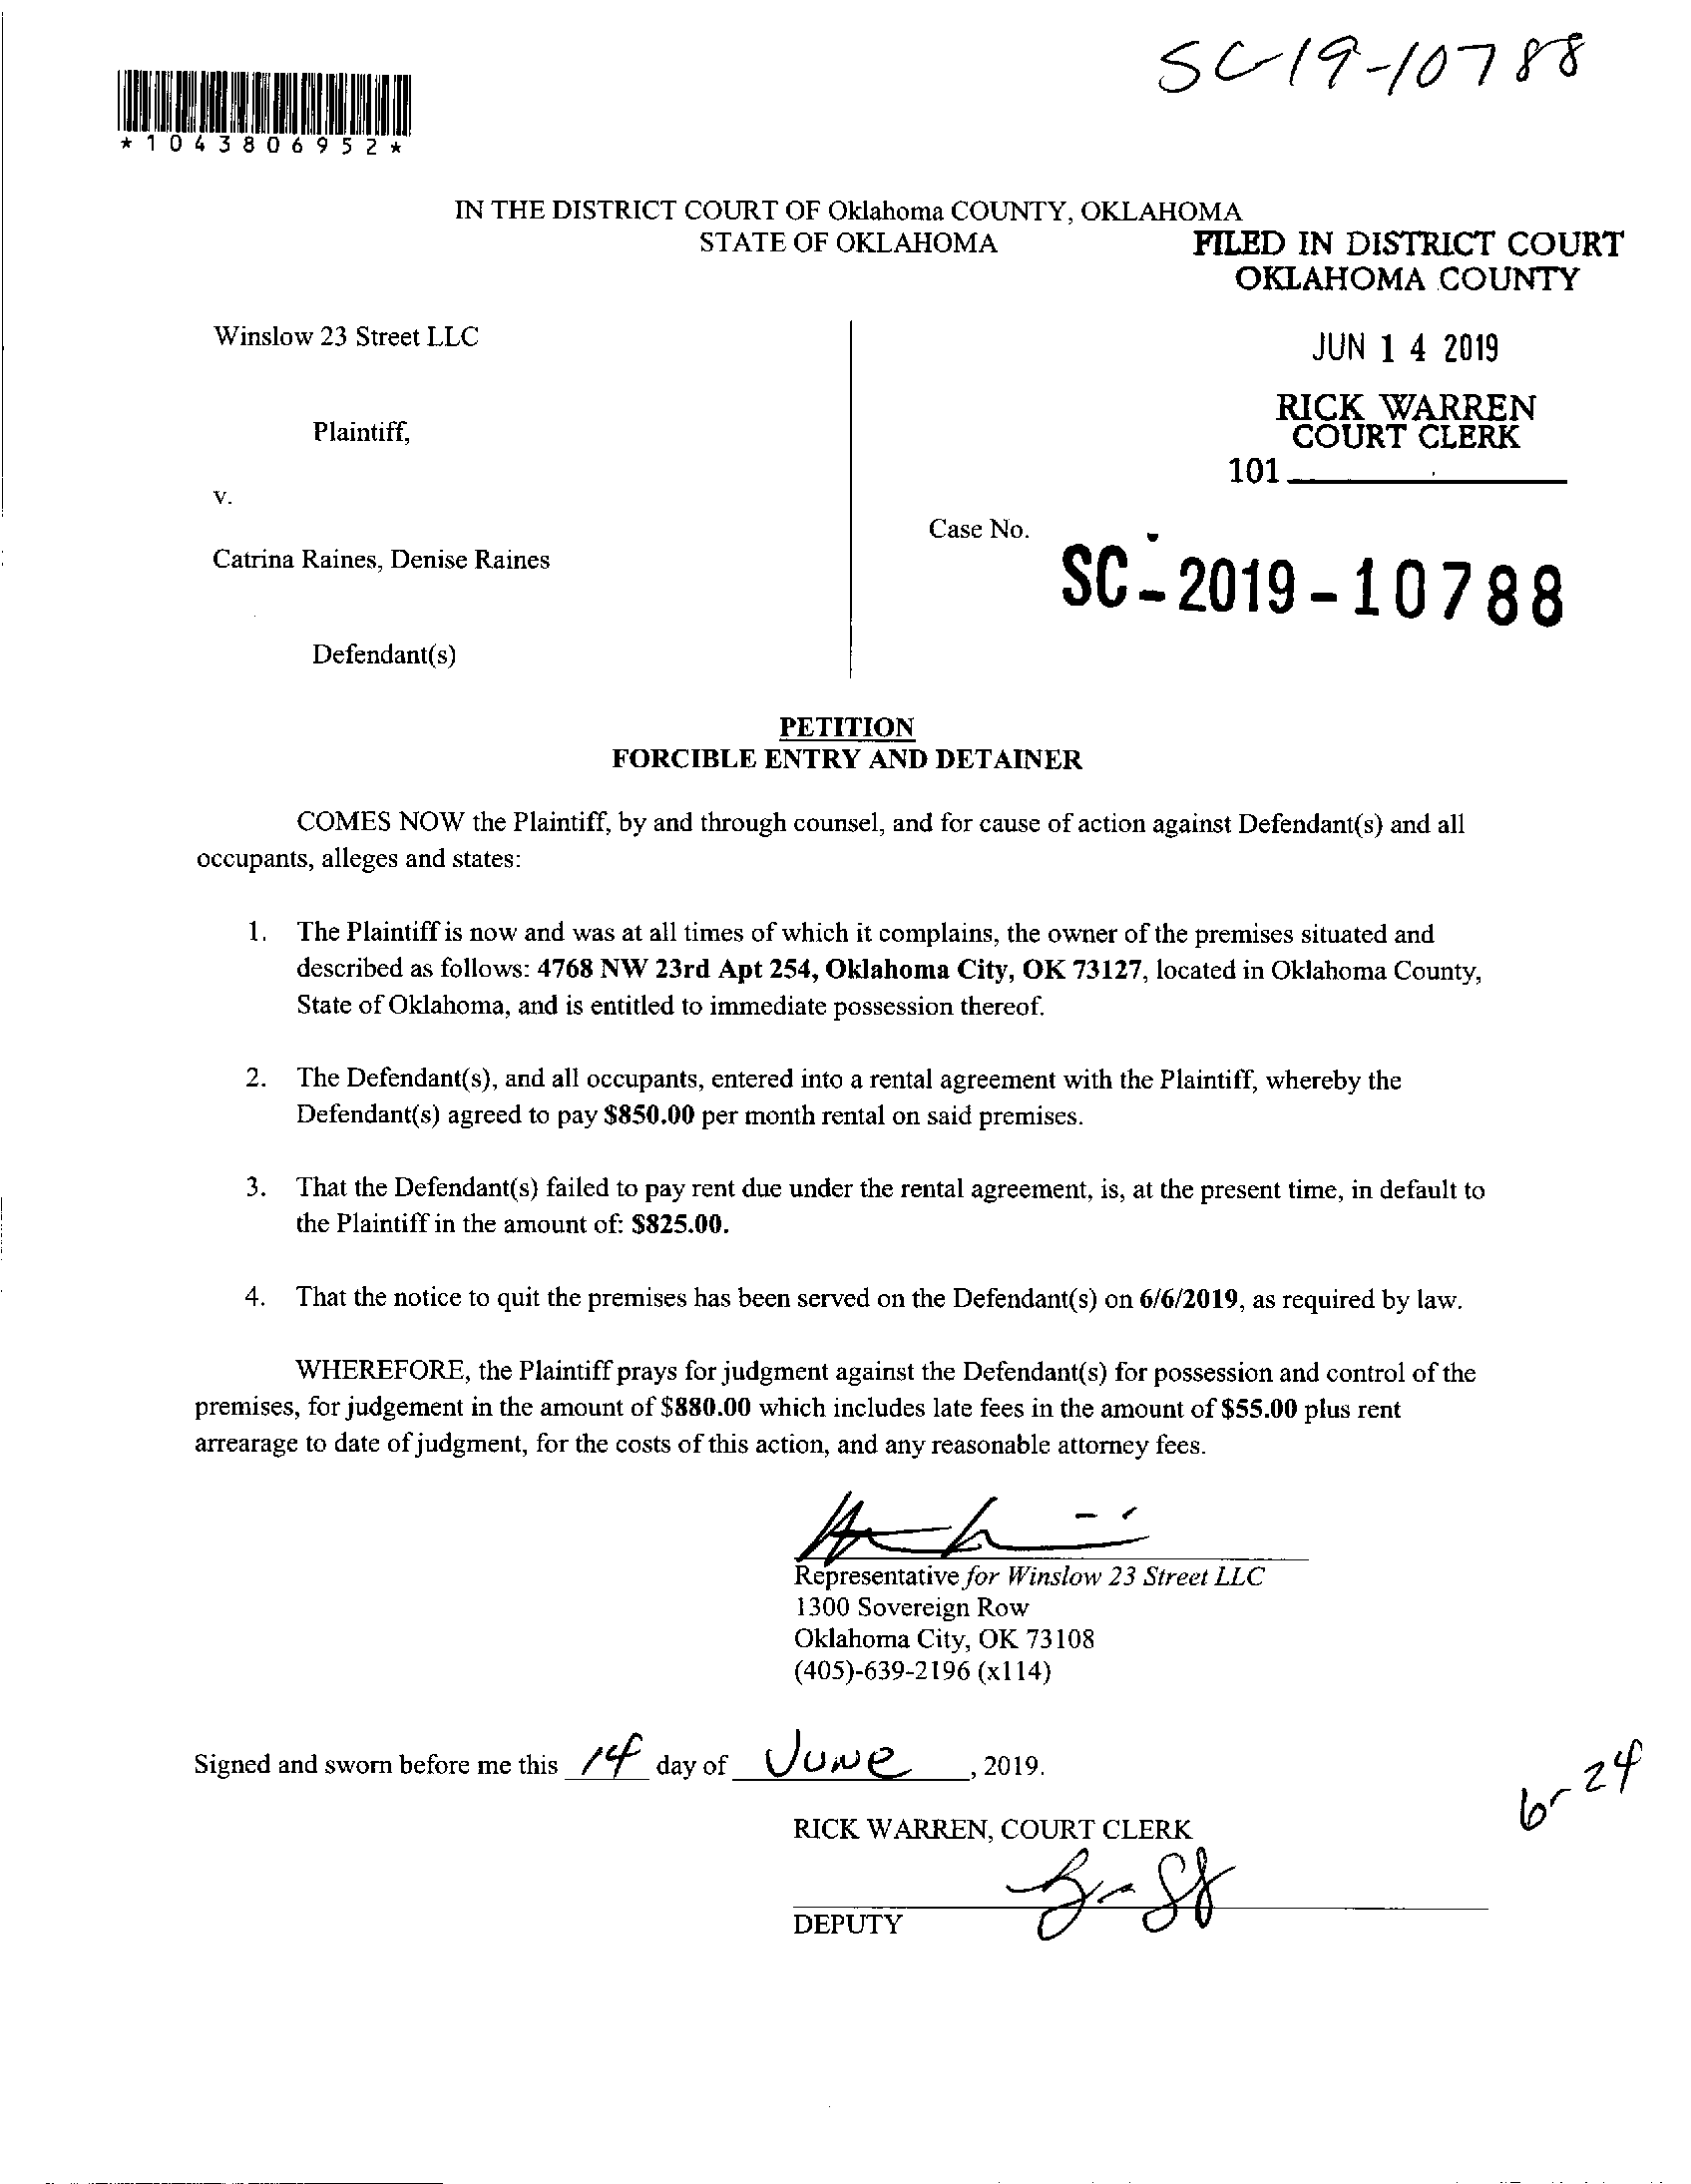 SC-19-10788
*1043806952*
IN THE DISTRICT COURT OF Oklahoma COUNTY, OKLAHOMA
STATE OF OKLAHOMA
FILED IN DISTRICT COURT
OKLAHOMA COUNTY
JUN 14 2019
RICK WARREN
COURT CLERK
101
Winslow 23 Street LLC
Plaintiff,
v.
Catrina Raines, Denise Raines
Defendant(s)
Case No.
SC-2019-10788
PETITION
FORCIBLE ENTRY AND DETAINER
COMES NOW the Plaintiff, by and through counsel, and for cause of action against Defendant(s) and all
occupants, alleges and states:
1. The Plaintiff is now and was at all times of which it complains, the owner of the premises situated and
described as follows: 4768 NW 23rd Apt 254, Oklahoma City, OK 73127, located in Oklahoma County,
State of Oklahoma, and is entitled to immediate possession thereof.
2. The Defendant(s), and all occupants, entered into a rental agreement with the Plaintiff, whereby the
Defendant(s) agreed to pay $850.00 per month rental on said premises.
3. That the Defendant(s) failed to pay rent due under the rental agreement, is, at the present time, in default to
the Plaintiff in the amount of: $825.00.
4. That the notice to quit the premises has been served on the Defendant(s) on 6/6/2019, as required by law.
WHEREFORE, the Plaintiff prays for judgment against the Defendant(s) for possession and control of the
premises, for judgement in the amount of $880.00 which includes late fees in the amount of $55.00 plus rent
arrearage to date of judgment, for the costs of this action, and any reasonable attorney fees.
Representative for Winslow 23 Street LLC
1300 Sovereign Row
Oklahoma City, OK 73108
(405)-639-2196 (x114)
Signed and sworn before me this 14 day of June, 2019.
6-24
RICK WARREN, COURT CLERK
DEPUTY